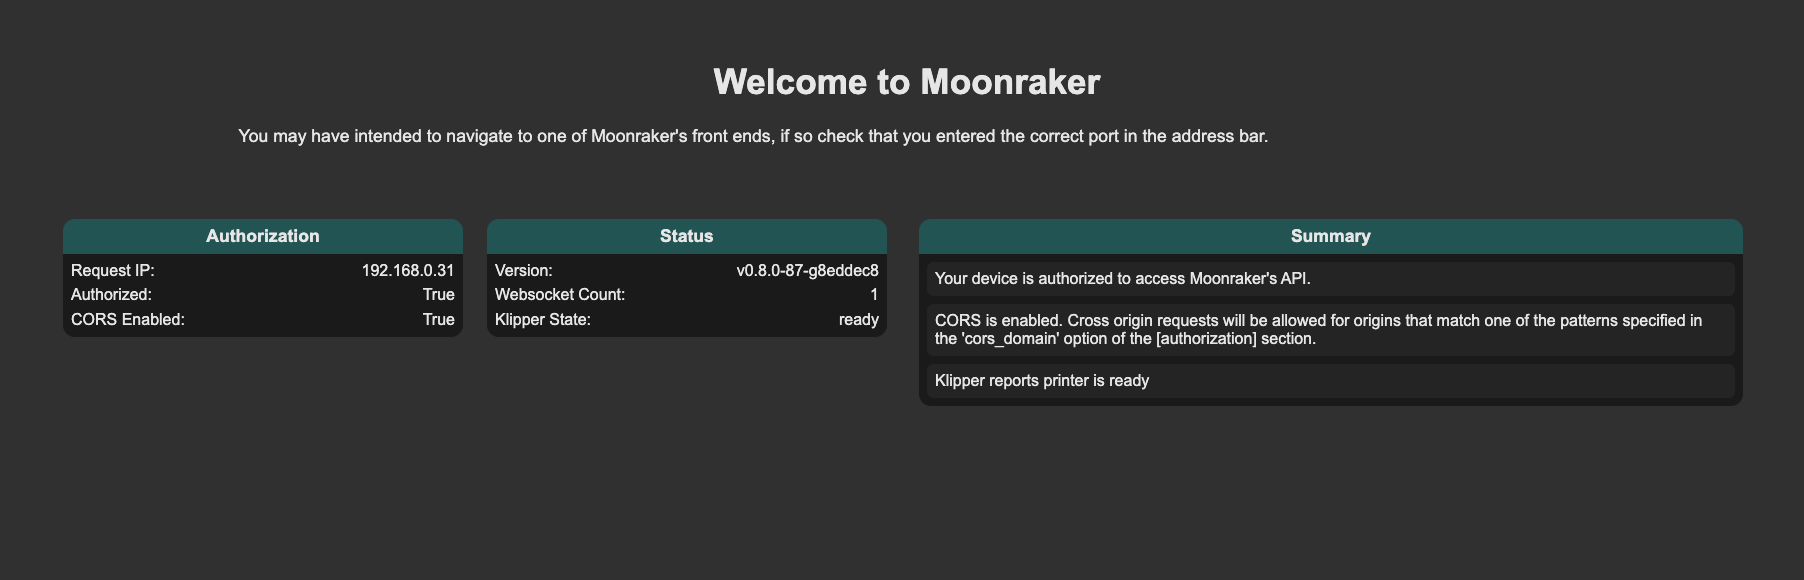 Welcome to Moonraker
You may have intended to navigate to one of Moonraker's front ends, if so check that you entered the correct port in the address bar.
Authorization
Request IP: 192.168.0.31
Authorized: True
CORS Enabled: True
Status
Version: v0.8.0-87-g8eddec8
Websocket Count: 1
Klipper State: ready
Summary
Your device is authorized to access Moonraker's API.
CORS is enabled. Cross origin requests will be allowed for origins that match one of the patterns specified in
the 'cors_domain' option of the [authorization] section.
Klipper reports printer is ready